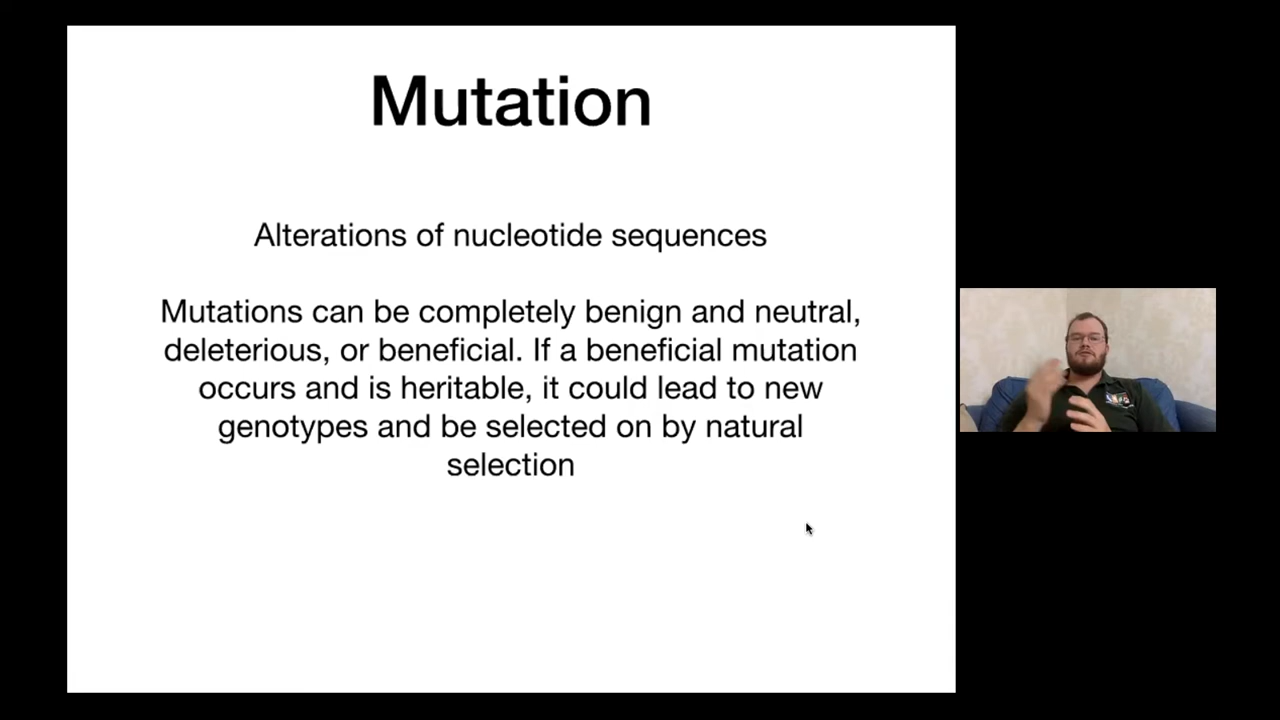 Mutation
Alterations of nucleotide sequences
Mutations can be completely benign and neutral,
deleterious, or beneficial. If a beneficial mutation
occurs and is heritable, it could lead to new
genotypes and be selected on by natural
selection